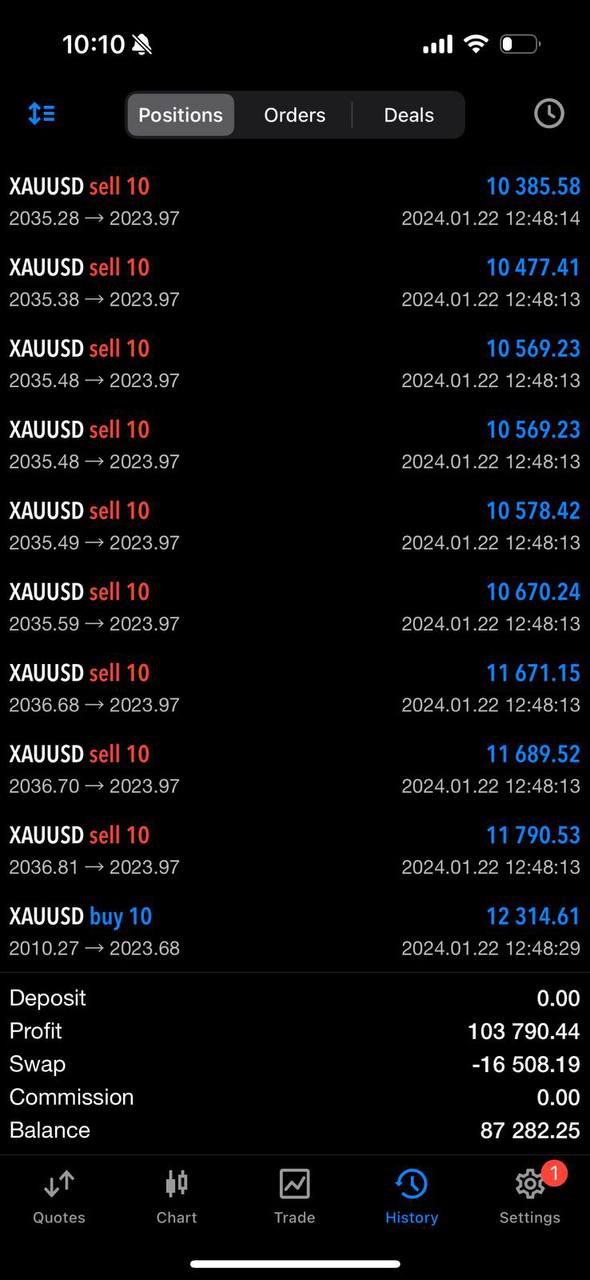 10:10
Positions Orders Deals
XAUUSD sell 10 10 385.58
2035.28 → 2023.97 2024.01.22 12:48:14
XAUUSD sell 10 10 477.41
2035.38 → 2023.97 2024.01.22 12:48:13
XAUUSD sell 10 10 569.23
2035.48 → 2023.97 2024.01.22 12:48:13
XAUUSD sell 10 10 569.23
2035.48 → 2023.97 2024.01.22 12:48:13
XAUUSD sell 10 10 578.42
2035.49 → 2023.97 2024.01.22 12:48:13
XAUUSD sell 10 10 670.24
2035.59 → 2023.97 2024.01.22 12:48:13
XAUUSD sell 10 11 671.15
2036.68 → 2023.97 2024.01.22 12:48:13
XAUUSD sell 10 11 689.52
2036.70 → 2023.97 2024.01.22 12:48:13
XAUUSD sell 10 11 790.53
2036.81 → 2023.97 2024.01.22 12:48:13
XAUUSD buy 10 12 314.61
2010.27 → 2023.68 2024.01.22 12:48:29
Deposit 0.00
Profit 103 790.44
Swap -16 508.19
Commission 0.00
Balance 87 282.25
1
Quotes Chart Trade History Settings